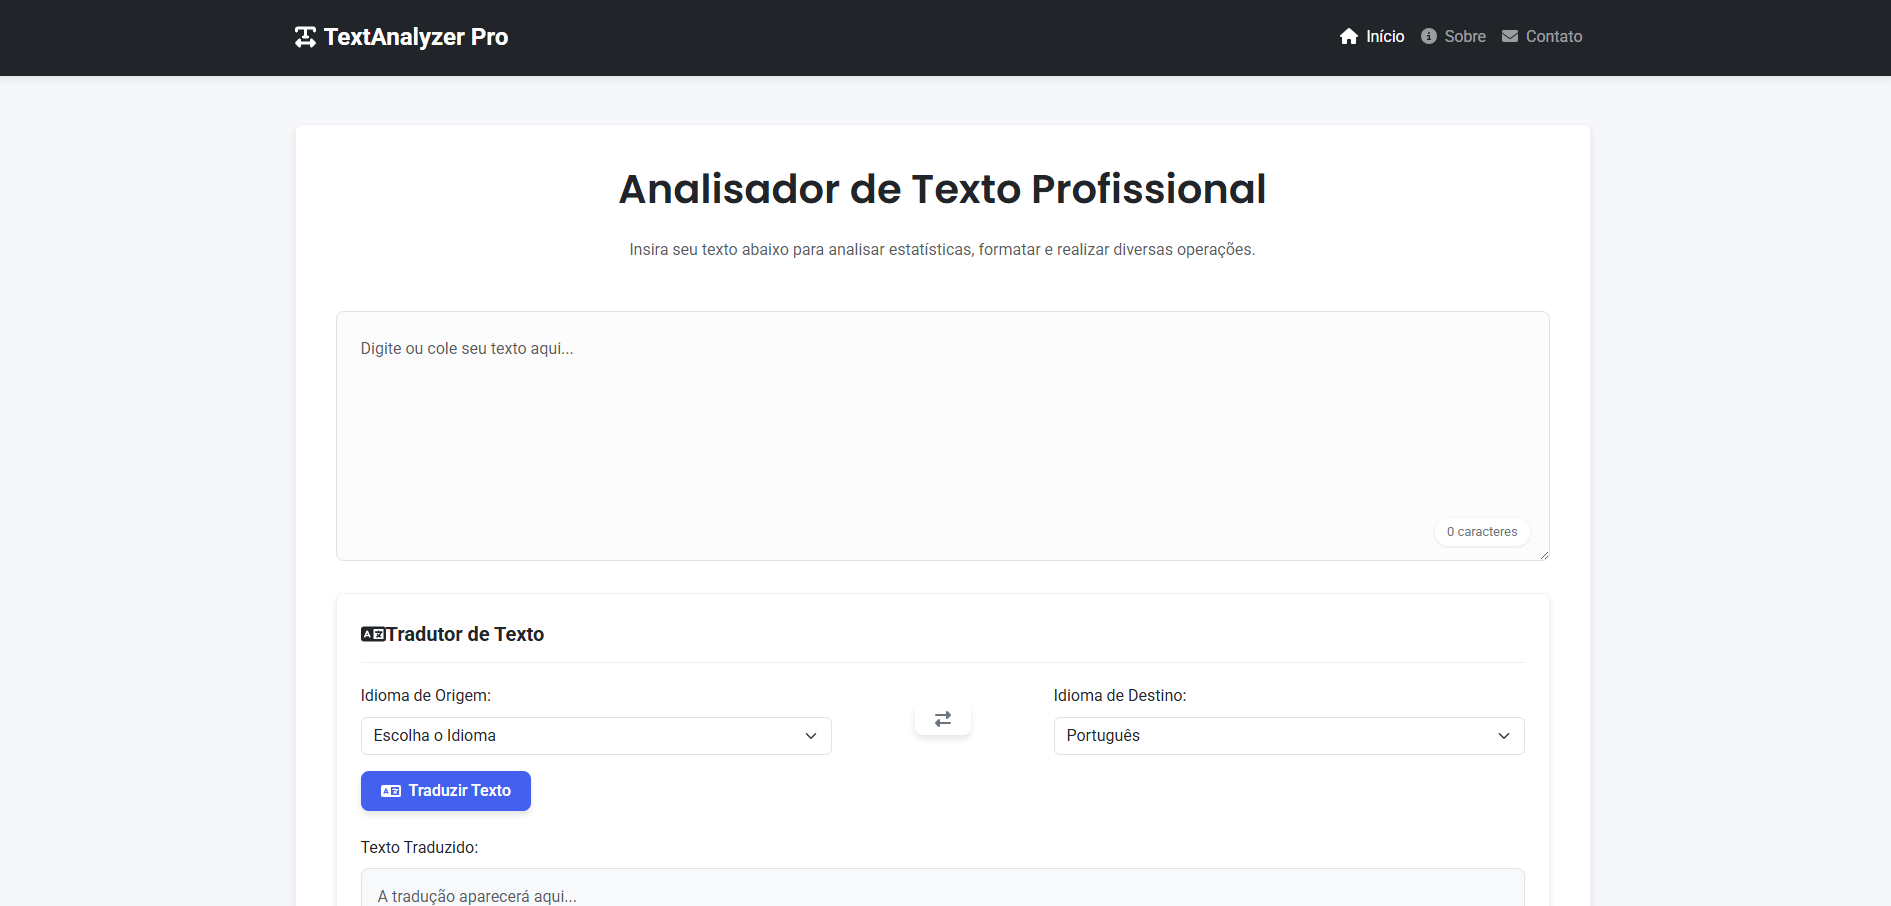 TextAnalyzer Pro
Início
Sobre
Contato
Analisador de Texto Profissional
Insira seu texto abaixo para analisar estatísticas, formatar e realizar diversas operações.
Digite ou cole seu texto aqui...
0 caracteres
Tradutor de Texto
Idioma de Origem:
Escolha o Idioma
Idioma de Destino:
Português
Traduzir Texto
Texto Traduzido:
A tradução aparecerá aqui...